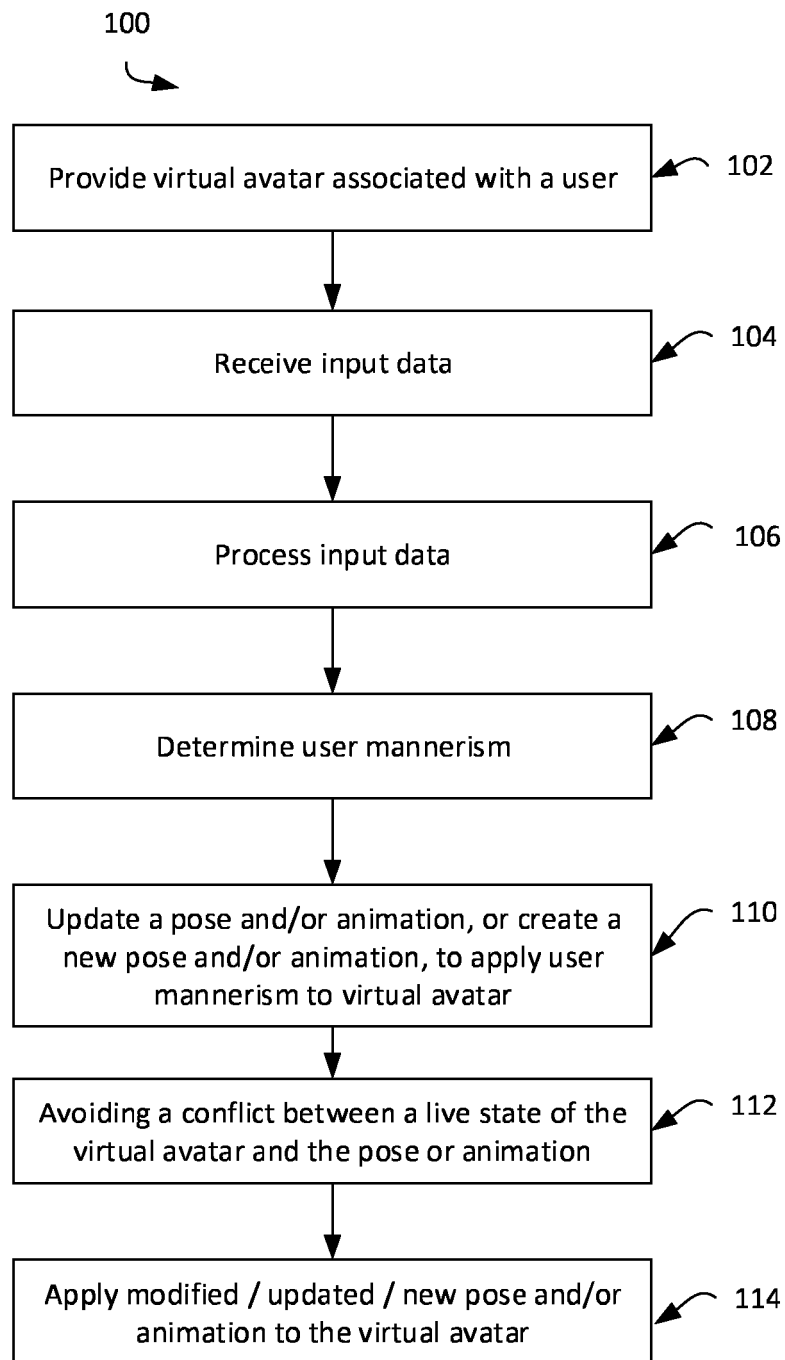 100
Provide virtual avatar associated with a user
102
Receive input data
104
Process input data
106
Determine user mannerism
108
Update a pose and/or animation, or create a
new pose and/or animation, to apply user
mannerism to virtual avatar
110
Avoiding a conflict between a live state of the
virtual avatar and the pose or animation
112
Apply modified / updated / new pose and/or
animation to the virtual avatar
114